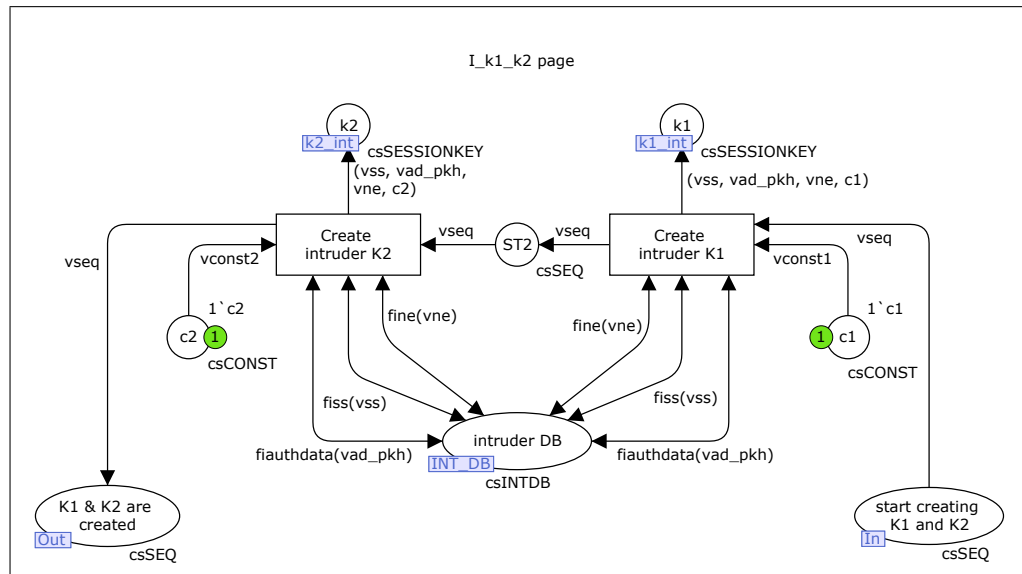 I_k1_k2 page
k2
k2_int
csSESSIONKEY
(vss, vad_pkh,
vne, c2)
k1
k1_int
csSESSIONKEY
(vss, vad_pkh, vne, c1)
Create
intruder K2
vseq
ST2
csSEQ
vseq
Create
intruder K1
vseq
vseq
vconst2
vconst1
1`c2
c2
1
csCONST
1`c1
1
c1
csCONST
fine(vne)
fine(vne)
fiss(vss)
fiss(vss)
fiauthdata(vad_pkh)
fiauthdata(vad_pkh)
intruder DB
INT_DB
csINTDB
K1 & K2 are
created
Out
csSEQ
start creating
K1 and K2
In
csSEQ